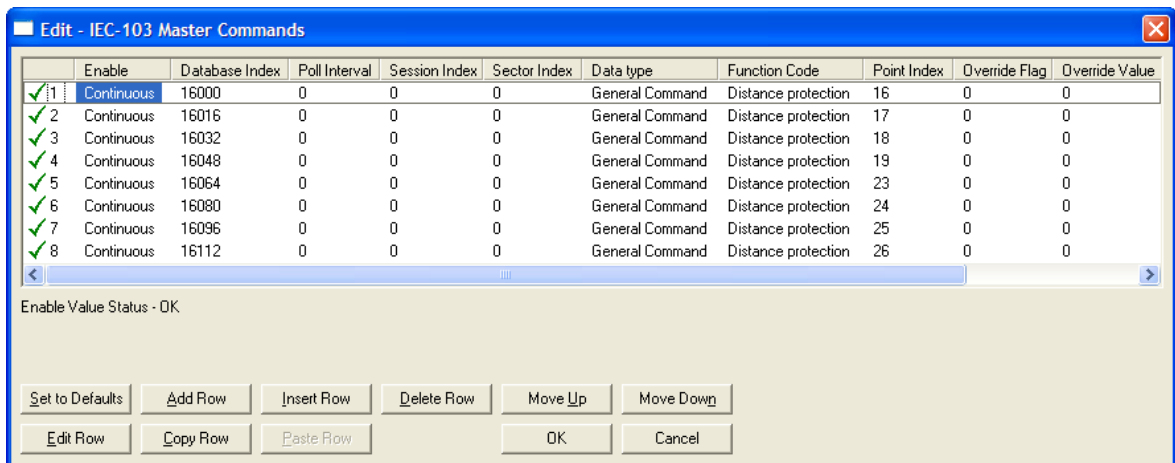 Edit - IEC-103 Master Commands
Enable Database Index Poll Interval Session Index Sector Index Data type Function Code Point Index Override Flag Override Value
1 Continuous 16000 0 0 0 General Command Distance protection 16 0 0
2 Continuous 16016 0 0 0 General Command Distance protection 17 0 0
3 Continuous 16032 0 0 0 General Command Distance protection 18 0 0
4 Continuous 16048 0 0 0 General Command Distance protection 19 0 0
5 Continuous 16064 0 0 0 General Command Distance protection 23 0 0
6 Continuous 16080 0 0 0 General Command Distance protection 24 0 0
7 Continuous 16096 0 0 0 General Command Distance protection 25 0 0
8 Continuous 16112 0 0 0 General Command Distance protection 26 0 0
Enable Value Status - OK
Set to Defaults Add Row Insert Row Delete Row Move Up Move Down
Edit Row Copy Row Paste Row OK Cancel